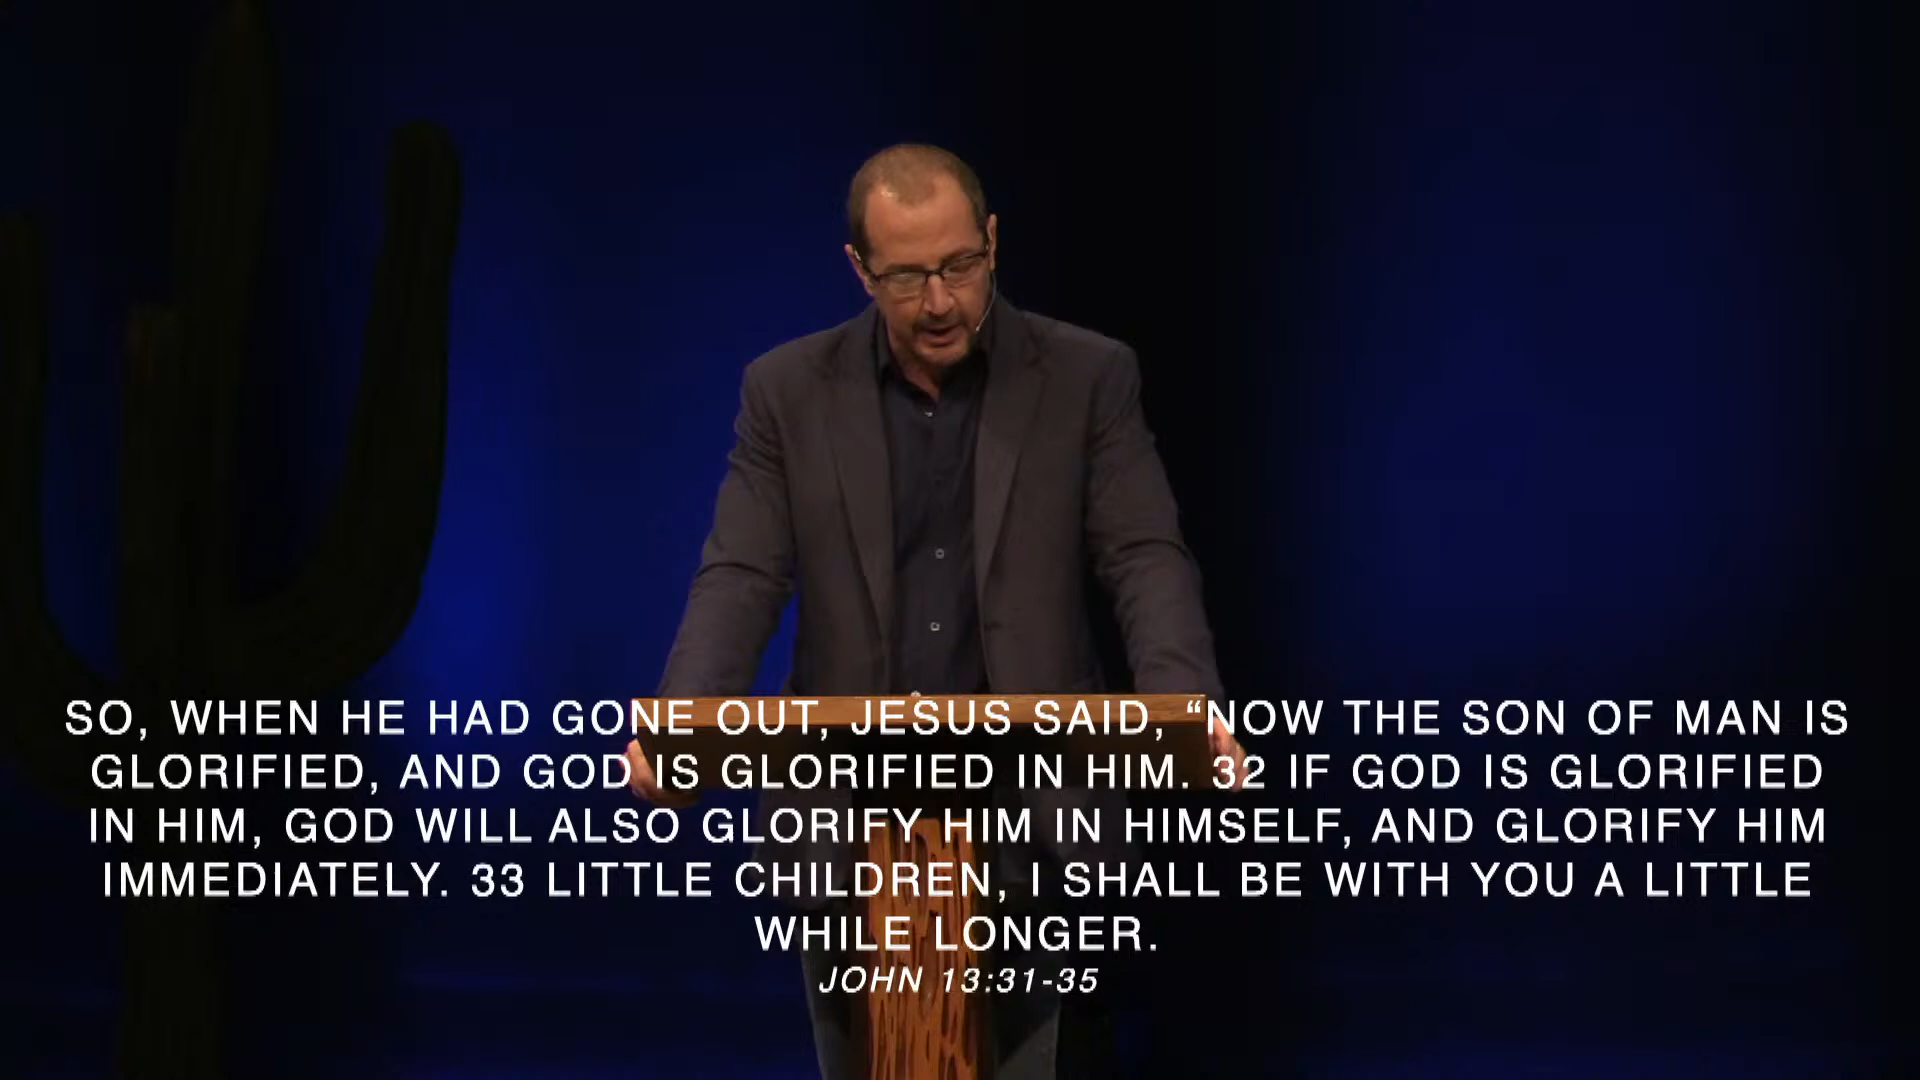 SO, WHEN HE HAD GONE OUT, JESUS SAID, “NOW THE SON OF MAN IS
GLORIFIED, AND GOD IS GLORIFIED IN HIM. 32 IF GOD IS GLORIFIED
IN HIM, GOD WILL ALSO GLORIFY HIM IN HIMSELF, AND GLORIFY HIM
IMMEDIATELY. 33 LITTLE CHILDREN, I SHALL BE WITH YOU A LITTLE
WHILE LONGER.
JOHN 13:31-35